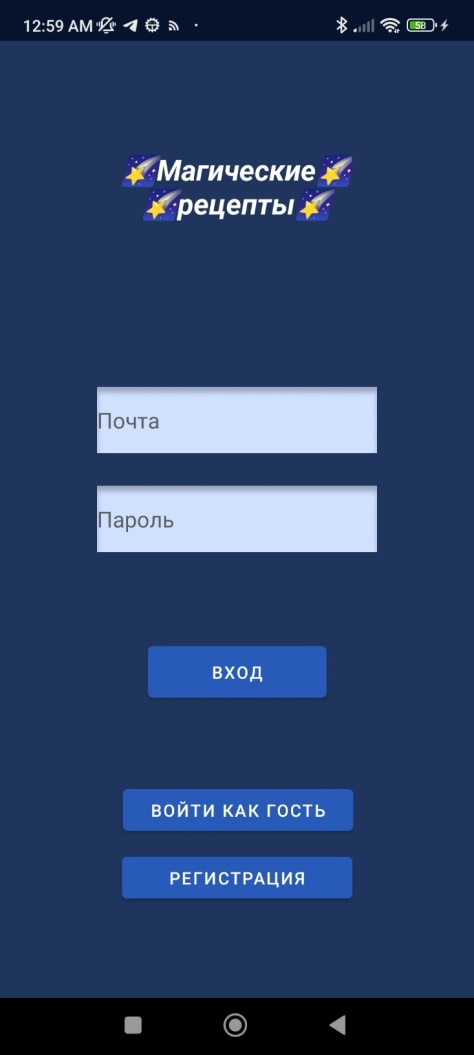 12:59 AM
58
🌠Магические🌠
🌠рецепты🌠
Почта
Пароль
ВХОД
ВОЙТИ КАК ГОСТЬ
РЕГИСТРАЦИЯ